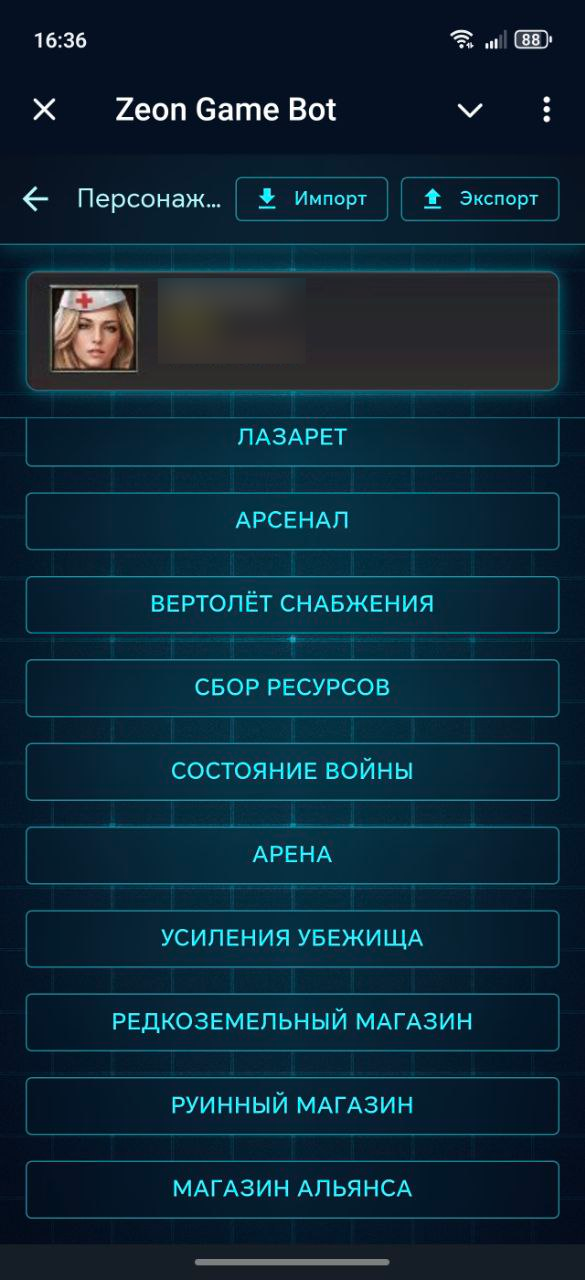 16:36
88
Zeon Game Bot
Персонаж...
Импорт
Экспорт
ЛАЗАРЕТ
АРСЕНАЛ
ВЕРТОЛЁТ СНАБЖЕНИЯ
СБОР РЕСУРСОВ
СОСТОЯНИЕ ВОЙНЫ
АРЕНА
УСИЛЕНИЯ УБЕЖИЩА
РЕДКОЗЕМЕЛЬНЫЙ МАГАЗИН
РУИННЫЙ МАГАЗИН
МАГАЗИН АЛЬЯНСА